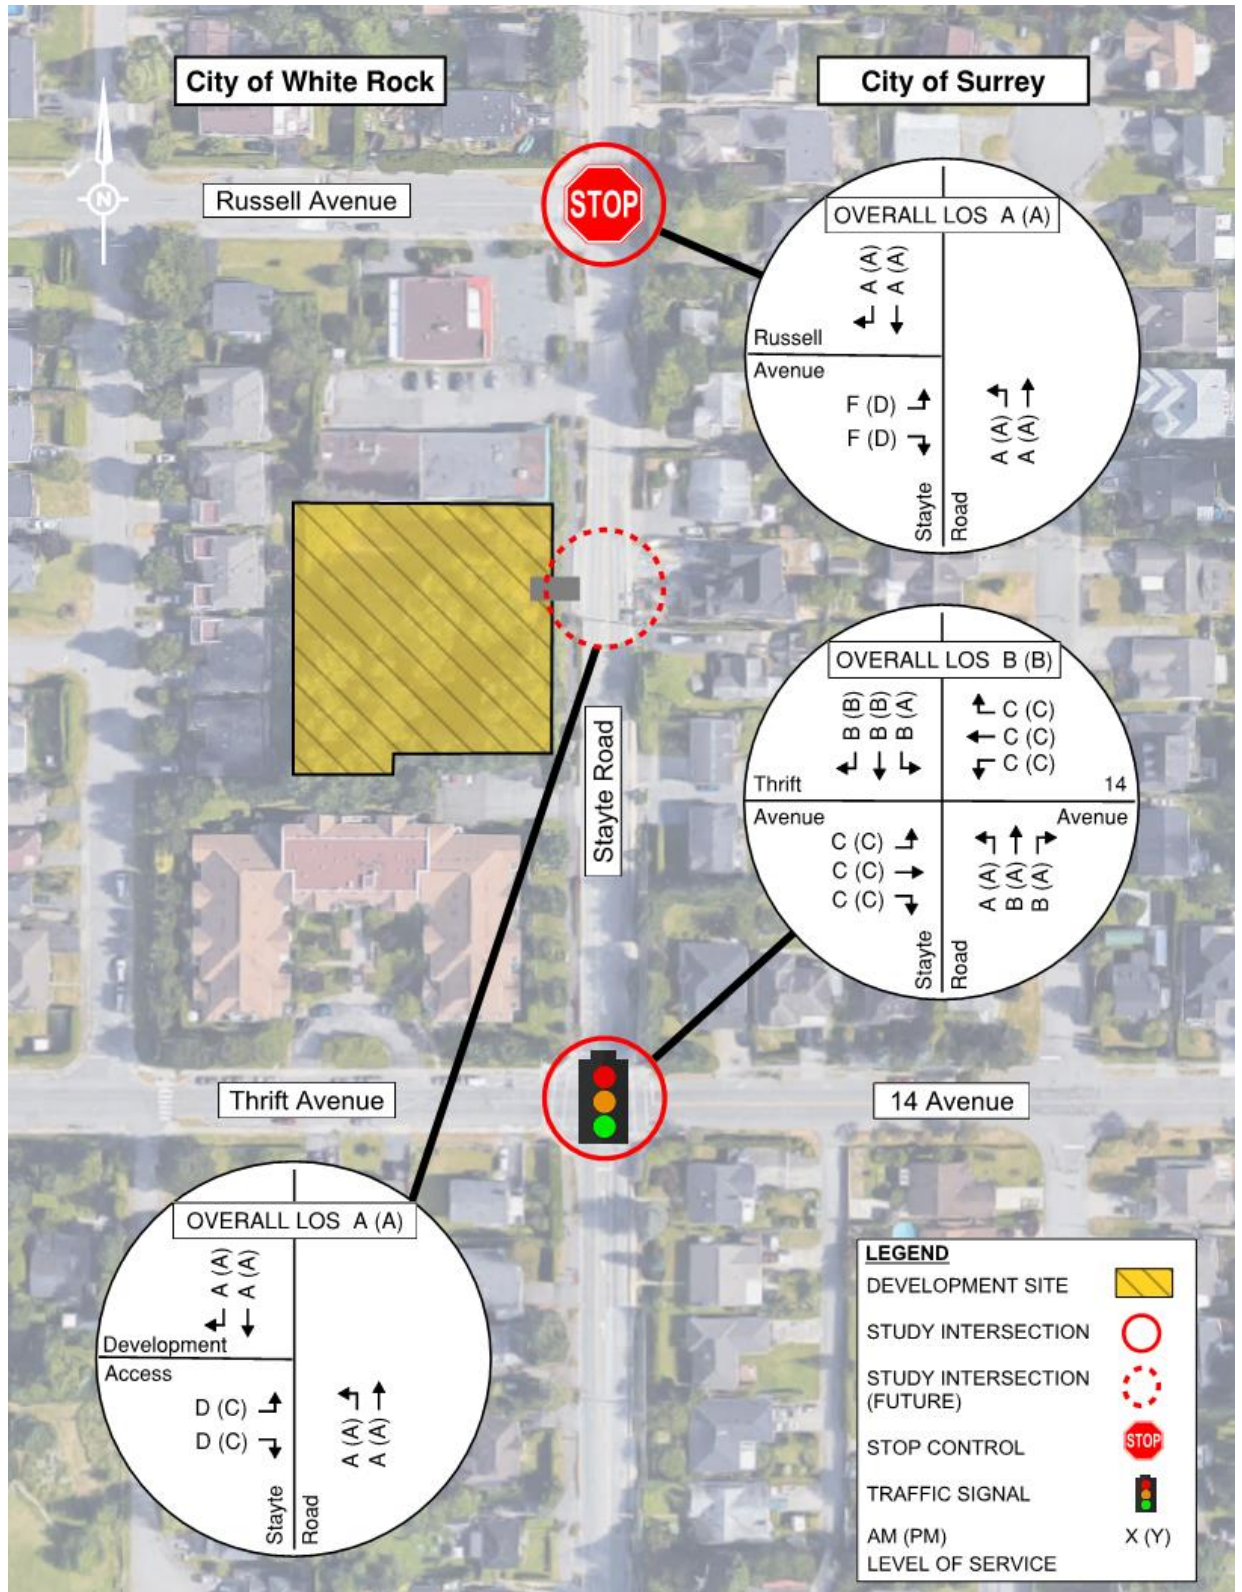 City of White Rock
City of Surrey
Russell Avenue
STOP
OVERALL LOS A (A)
A (A)
A (A)
Russell
Avenue
F (D)
F (D)
A (A)
A (A)
Stayte
Road
OVERALL LOS B (B)
B (B)
B (B)
B (A)
C (C)
C (C)
C (C)
Thrift
14
Avenue
Avenue
C (C)
C (C)
C (C)
A (A)
B (A)
B (A)
Stayte
Road
Stayte Road
Thrift Avenue
14 Avenue
OVERALL LOS A (A)
A (A)
A (A)
Development
Access
D (C)
D (C)
A (A)
A (A)
Stayte
Road
LEGEND
DEVELOPMENT SITE
STUDY INTERSECTION
STUDY INTERSECTION
(FUTURE)
STOP CONTROL
STOP
TRAFFIC SIGNAL
AM (PM) X (Y)
LEVEL OF SERVICE
N